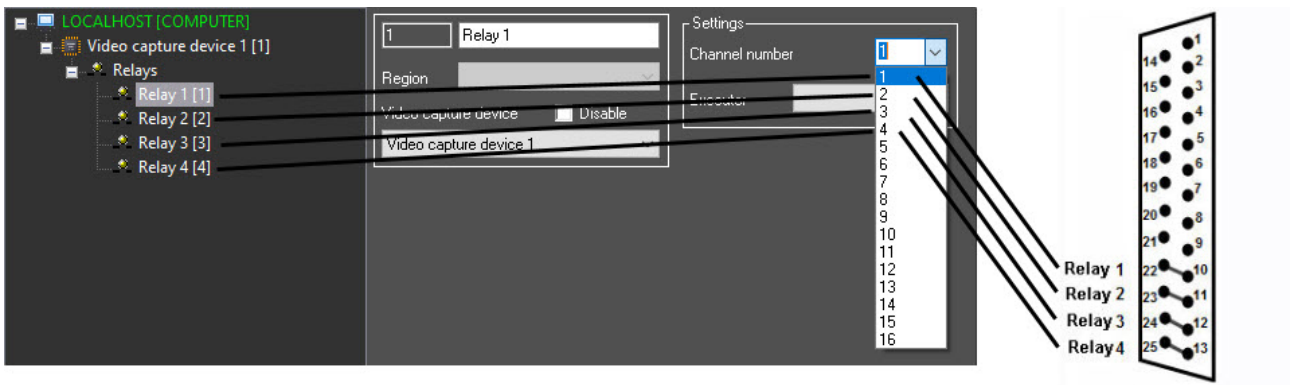 LOCALHOST [COMPUTER]
Video capture device 1 [1]
Relays
Relay 1 [1]
Relay 2 [2]
Relay 3 [3]
Relay 4 [4]
1
Relay 1
Region
Video capture device
Disable
Video capture device 1
Settings
Channel number
1
Executor
1
2
3
4
5
6
7
8
9
10
11
12
13
14
15
16
Relay 1
Relay 2
Relay 3
Relay4
1
14
2
15
3
16
4
17
5
18
6
19
7
20
8
21
9
22
10
23
11
24
12
25
13